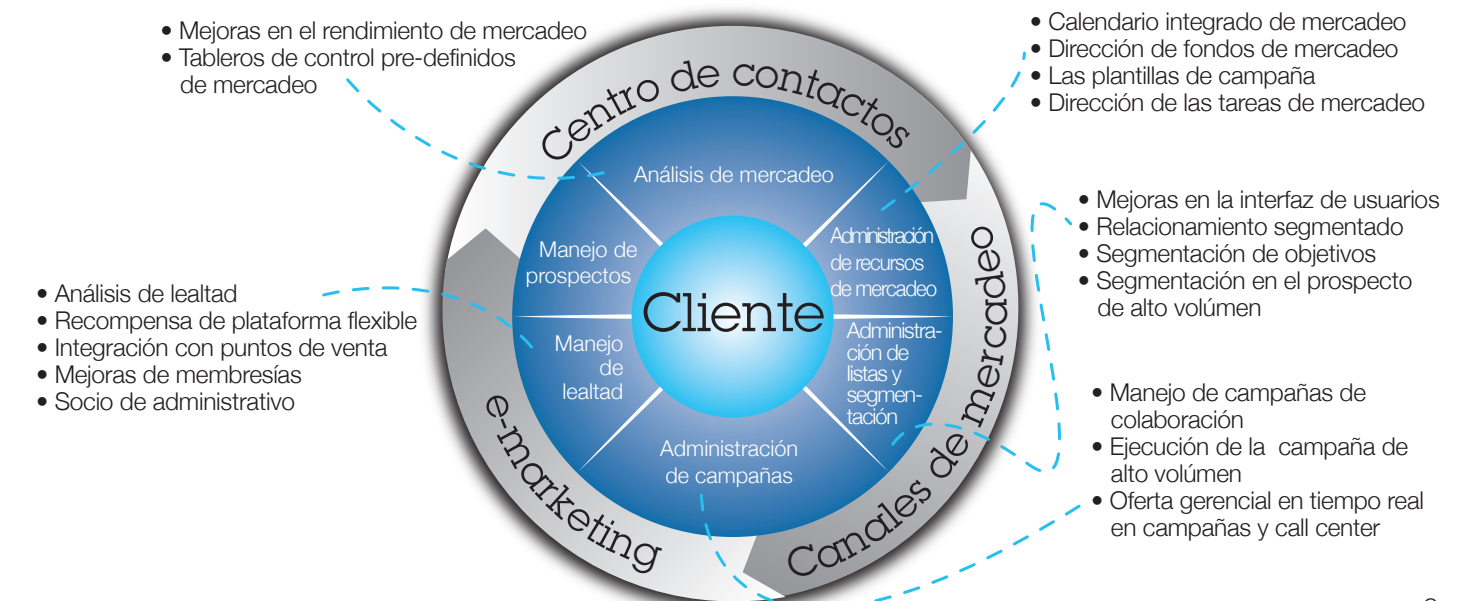 • Mejoras en el rendimiento de mercadeo
• Tableros de control pre-definidos
de mercadeo
• Calendario integrado de mercadeo
• Dirección de fondos de mercadeo
• Las plantillas de campaña
• Dirección de las tareas de mercadeo
Centro de contactos
Análisis de mercadeo
• Mejoras en la interfaz de usuarios
• Relacionamiento segmentado
• Segmentación de objetivos
• Segmentación en el prospecto
de alto volúmen
Manejo de
prospectos
Administración
de recursos
de mercadeo
Cliente
• Análisis de lealtad
• Recompensa de plataforma flexible
• Integración con puntos de venta
• Mejoras de membresías
• Socio de administrativo
Manejo
de
lealtad
Administra-
ción de
listas y
segmen-
tación
Administración
de campañas
e-marketing
Canales de mercadeo
• Manejo de campañas de
colaboración
• Ejecución de la campaña de
alto volúmen
• Oferta gerencial en tiempo real
en campañas y call center